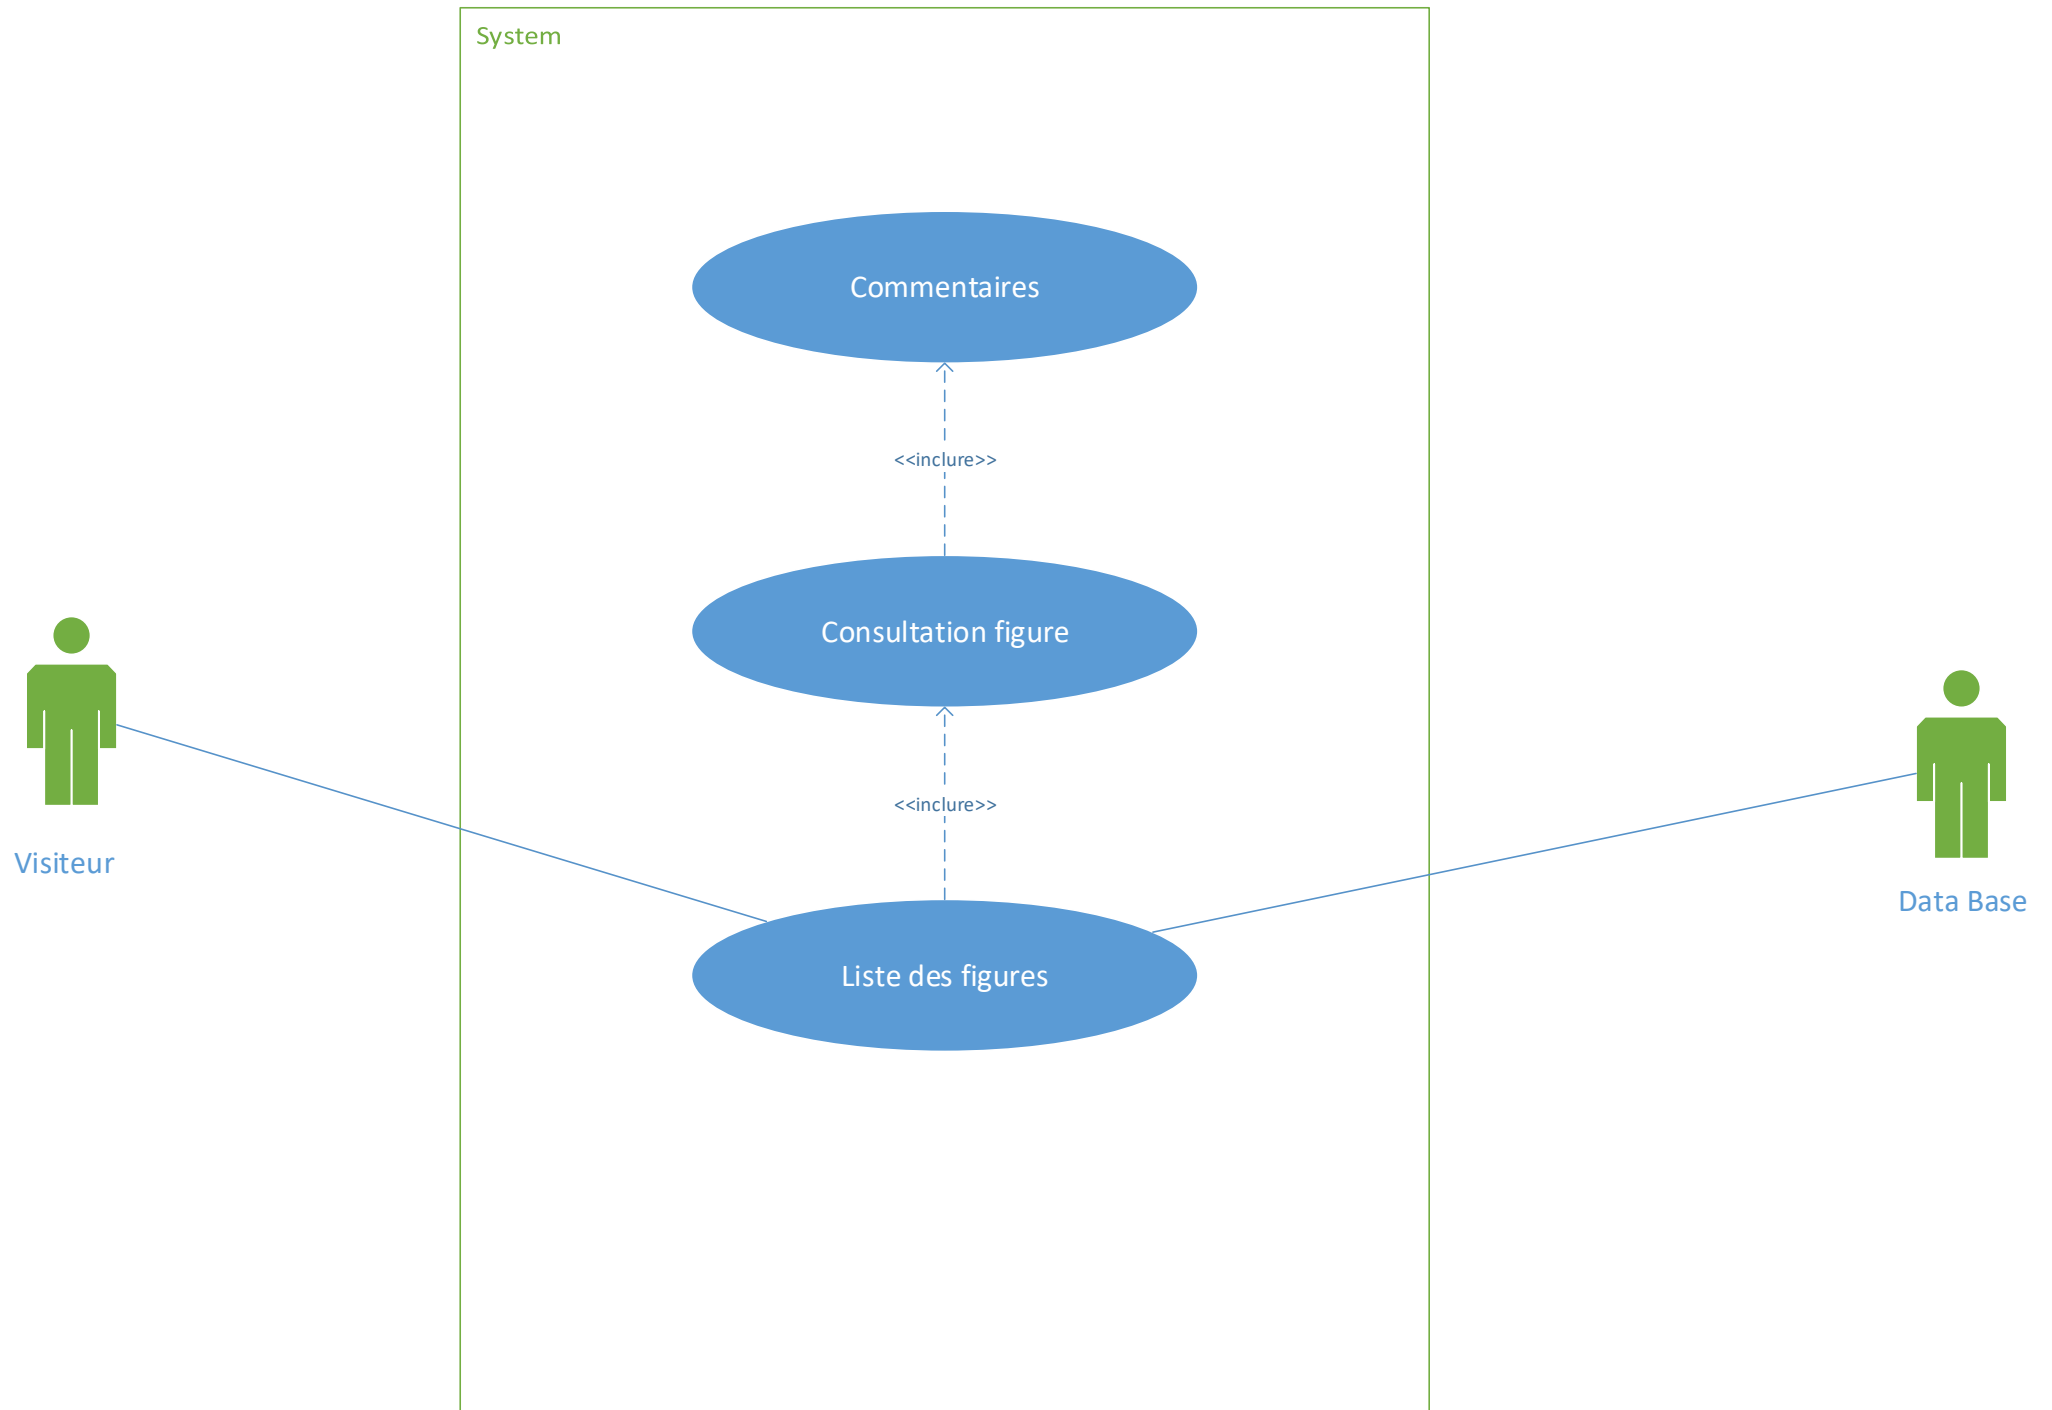 System
Commentaires
<<inclure>>
Consultation figure
<<inclure>>
Visiteur
Data Base
Liste des figures